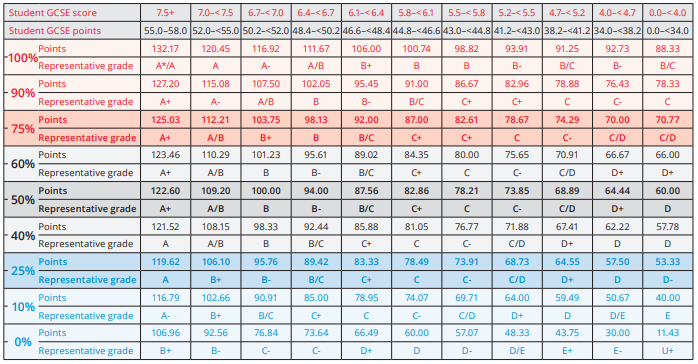 Student GCSE score 7.5+ 7.0–<7.5 6.7–<7.0 6.4–<6.7 6.1–<6.4 5.8–<6.1 5.5–<5.8 5.2–<5.5 4.7–<5.2 4.0–<4.7 0.0–<4.0
Student GCSE points 55.0–58.0 52.0–<55.0 50.2–<52.0 48.4–<50.2 46.6–<48.4 44.8–<46.6 43.0–<44.8 41.2–<43.0 38.2–<41.2 34.0–<38.2 0.0–<34.0
100% Points 132.17 120.45 116.92 111.67 106.00 100.74 98.82 93.91 91.25 92.73 88.33
Representative grade A*/A A A- A/B B+ B B B- B/C B- B/C
90% Points 127.20 115.08 107.50 102.05 95.45 91.00 86.67 82.96 78.88 76.43 78.33
Representative grade A+ A- A/B B B- B/C C+ C C C- C
75% Points 125.03 112.21 103.75 98.13 92.00 87.00 82.61 78.67 74.29 70.00 70.77
Representative grade A+ A/B B+ B B/C C+ C+ C C- C/D C/D
60% Points 123.46 110.29 101.23 95.61 89.02 84.35 80.00 75.65 70.91 66.67 66.00
Representative grade A+ A/B B B- B/C C+ C C- C/D D+ D+
50% Points 122.60 109.20 100.00 94.00 87.56 82.86 78.21 73.85 68.89 64.44 60.00
Representative grade A+ A/B B B- B/C C+ C C- C/D D+ D
40% Points 121.52 108.15 98.33 92.44 85.88 81.05 76.77 71.88 67.41 62.22 57.78
Representative grade A A/B B B/C C+ C C- C/D D+ D D
25% Points 119.62 106.10 95.76 89.42 83.33 78.49 73.91 68.73 64.55 57.50 53.33
Representative grade A B+ B- B/C C+ C C- C/D D+ D D-
10% Points 116.79 102.66 90.91 85.00 78.95 74.07 69.71 64.00 59.49 50.67 40.00
Representative grade A- B+ B/C C+ C C- C/D D+ D D/E E
0% Points 106.96 92.56 76.84 73.64 66.49 60.00 57.07 48.33 43.75 30.00 11.43
Representative grade B+ B- C- C- D+ D D D/E E+ E- U+